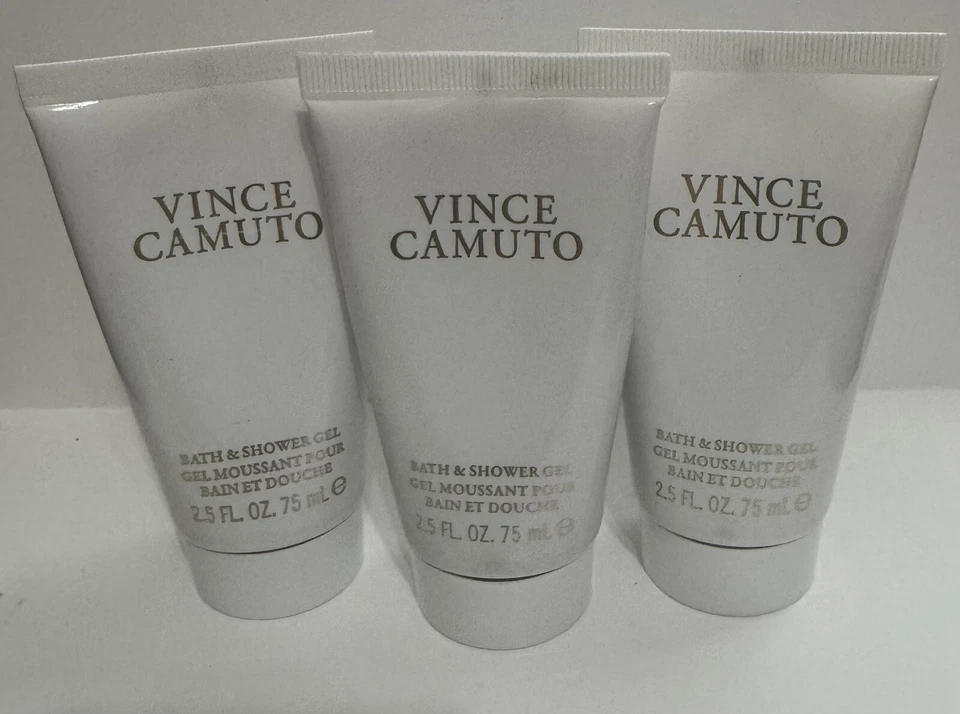 VINCE
CAMUTO
BATH & SHOWER GEL
GEL MOUSSANT POUR
BAIN ET DOUCHE
2.5 FL. OZ. 75 mL e
VINCE
CAMUTO
BATH & SHOWER GEL
GEL MOUSSANT POUR
BAIN ET DOUCHE
2.5 FL. OZ. 75 mL e
VINCE
CAMUTO
BATH & SHOWER GEL
GEL MOUSSANT POUR
BAIN ET DOUCHE
2.5 FL. OZ. 75 mL e